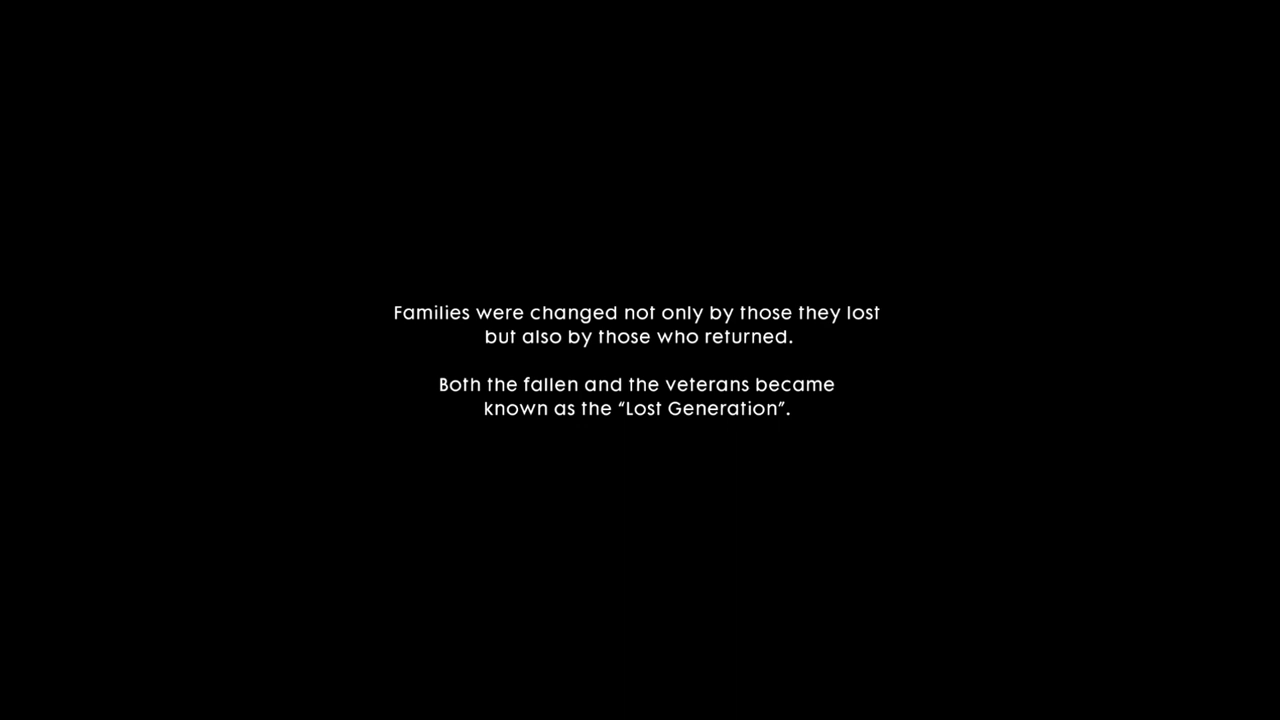 Families were changed not only by those they lost
but also by those who returned.
Both the fallen and the veterans became
known as the “Lost Generation”.